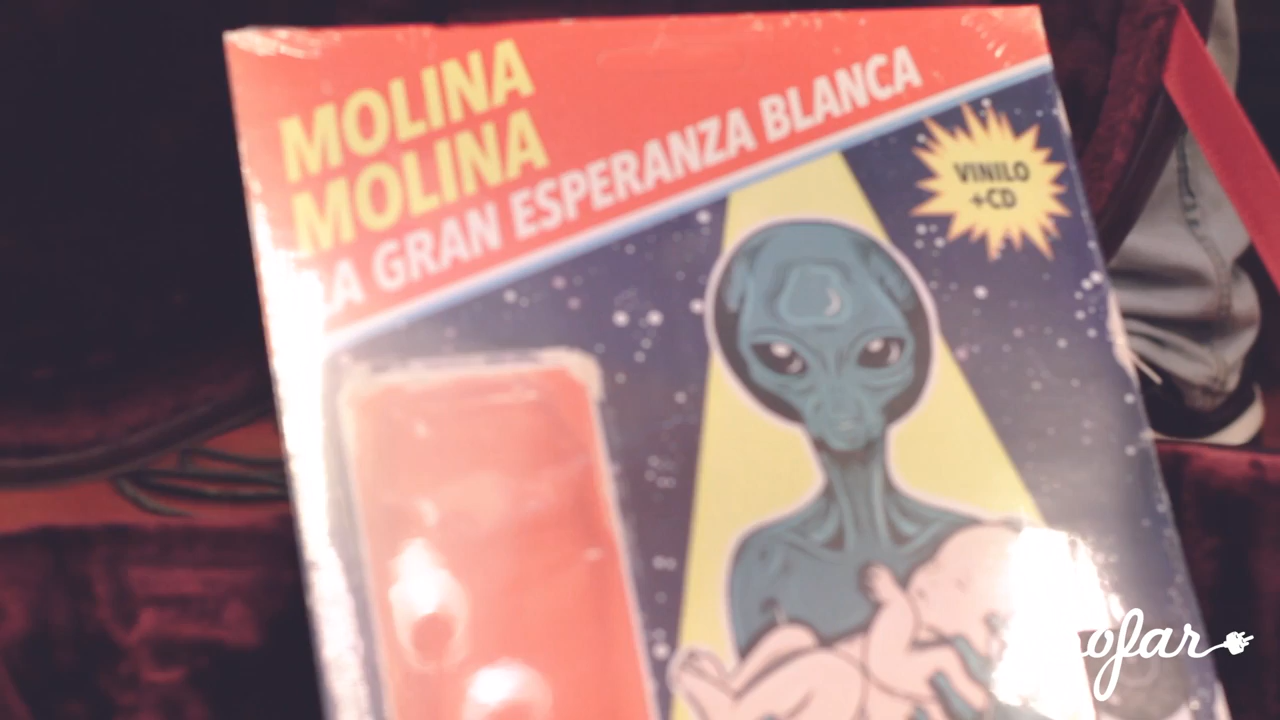 MOLINA
MOLINA
LA GRAN ESPERANZA BLANCA
VINILO
+CD
ofar